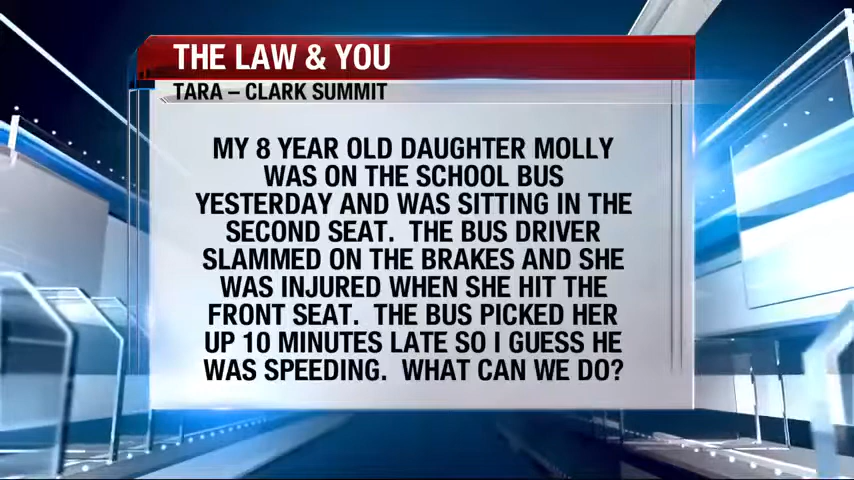 THE LAW & YOU
TARA – CLARK SUMMIT
MY 8 YEAR OLD DAUGHTER MOLLY
WAS ON THE SCHOOL BUS
YESTERDAY AND WAS SITTING IN THE
SECOND SEAT. THE BUS DRIVER
SLAMMED ON THE BRAKES AND SHE
WAS INJURED WHEN SHE HIT THE
FRONT SEAT. THE BUS PICKED HER
UP 10 MINUTES LATE SO I GUESS HE
WAS SPEEDING. WHAT CAN WE DO?